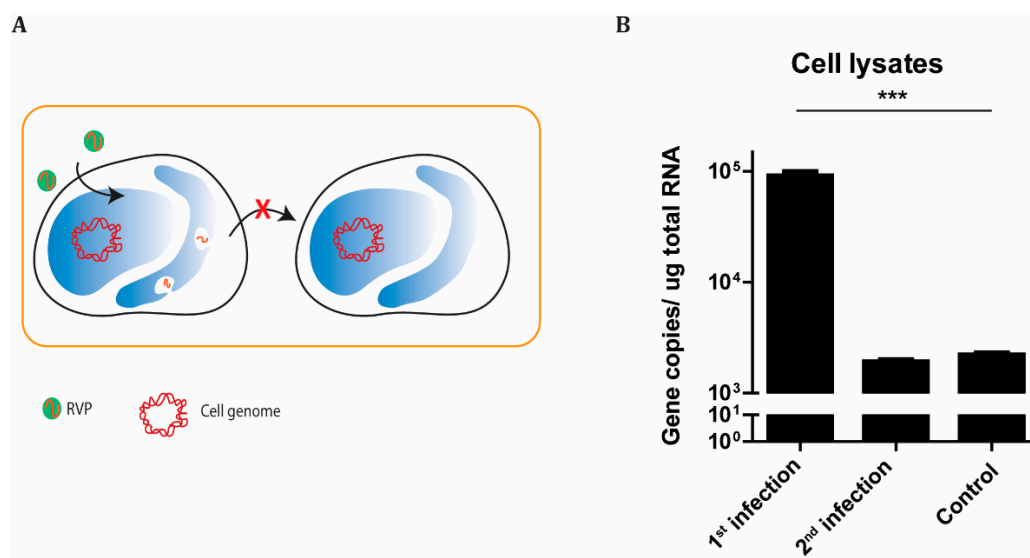 A
B
Cell lysates
***
Gene copies/ ug total RNA
10⁵
10⁴
10³
10¹
10⁰
1st infection
2nd infection
Control
X
RVP
Cell genome